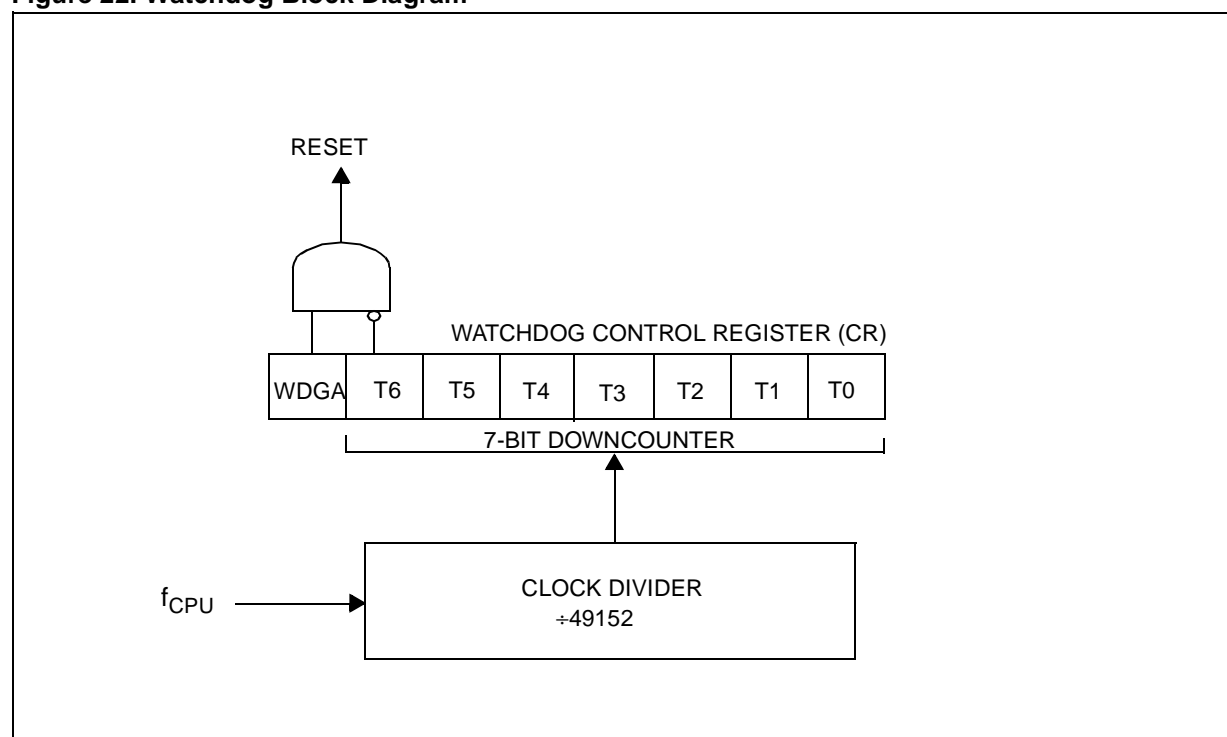 Figure 22. Watchdog Block Diagram
RESET
WATCHDOG CONTROL REGISTER (CR)
WDGA T6 T5 T4 T3 T2 T1 T0
7-BIT DOWNCOUNTER
fCPU
CLOCK DIVIDER
÷49152